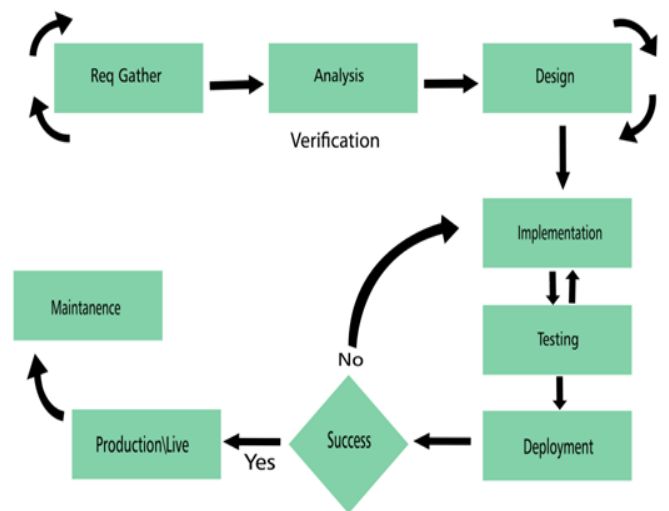 Req Gather
Analysis
Design
Verification
Implementation
Maintanence
Testing
No
Production\Live
Yes
Success
Deployment